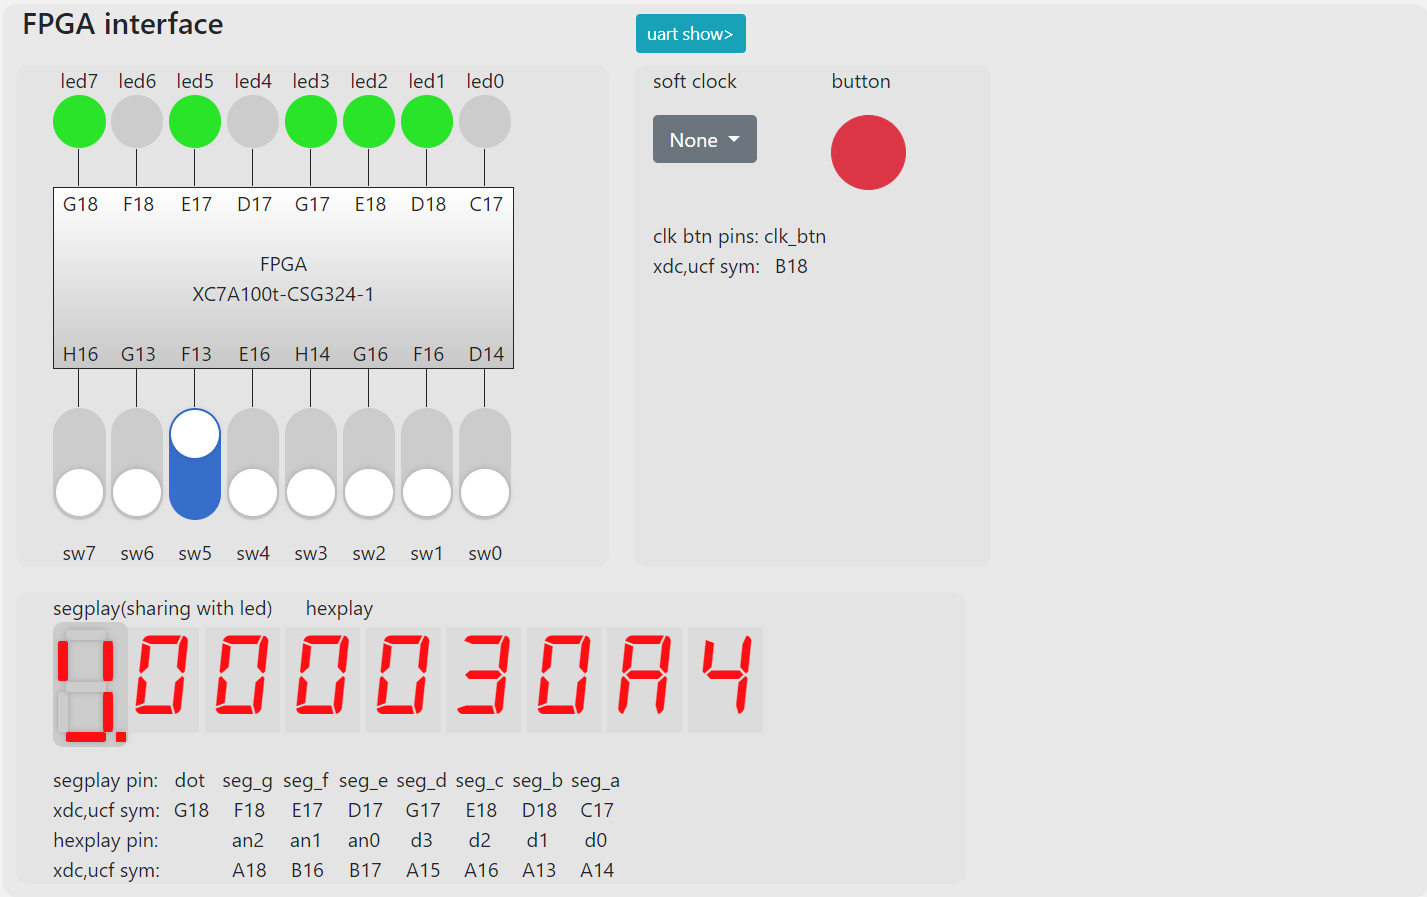 FPGA interface
uart show>
led7 led6 led5 led4 led3 led2 led1 led0
G18 F18 E17 D17 G17 E18 D18 C17
FPGA
XC7A100t-CSG324-1
H16 G13 F13 E16 H14 G16 F16 D14
sw7 sw6 sw5 sw4 sw3 sw2 sw1 sw0
soft clock button
None
clk btn pins: clk_btn
xdc,ucf sym: B18
segplay(sharing with led) hexplay
000030A4
segplay pin: dot seg_g seg_f seg_e seg_d seg_c seg_b seg_a
xdc,ucf sym: G18 F18 E17 D17 G17 E18 D18 C17
hexplay pin: an2 an1 an0 d3 d2 d1 d0
xdc,ucf sym: A18 B16 B17 A15 A16 A13 A14